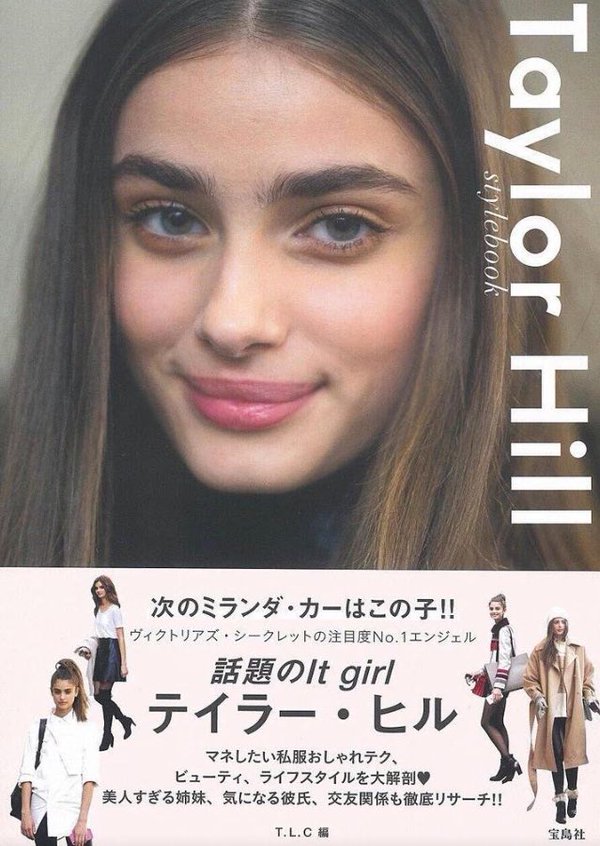 Taylor Hill
stylebook
次のミランダ・カーはこの子!!
ヴィクトリアズ・シークレットの注目度No.1エンジェル
話題のIt girl
テイラー・ヒル
マネしたい私服おしゃれテク、
ビューティ、ライフスタイルを大解剖♥
美人すぎる姉妹、気になる彼氏、交友関係も徹底リサーチ!!
T.L.C 編
宝島社